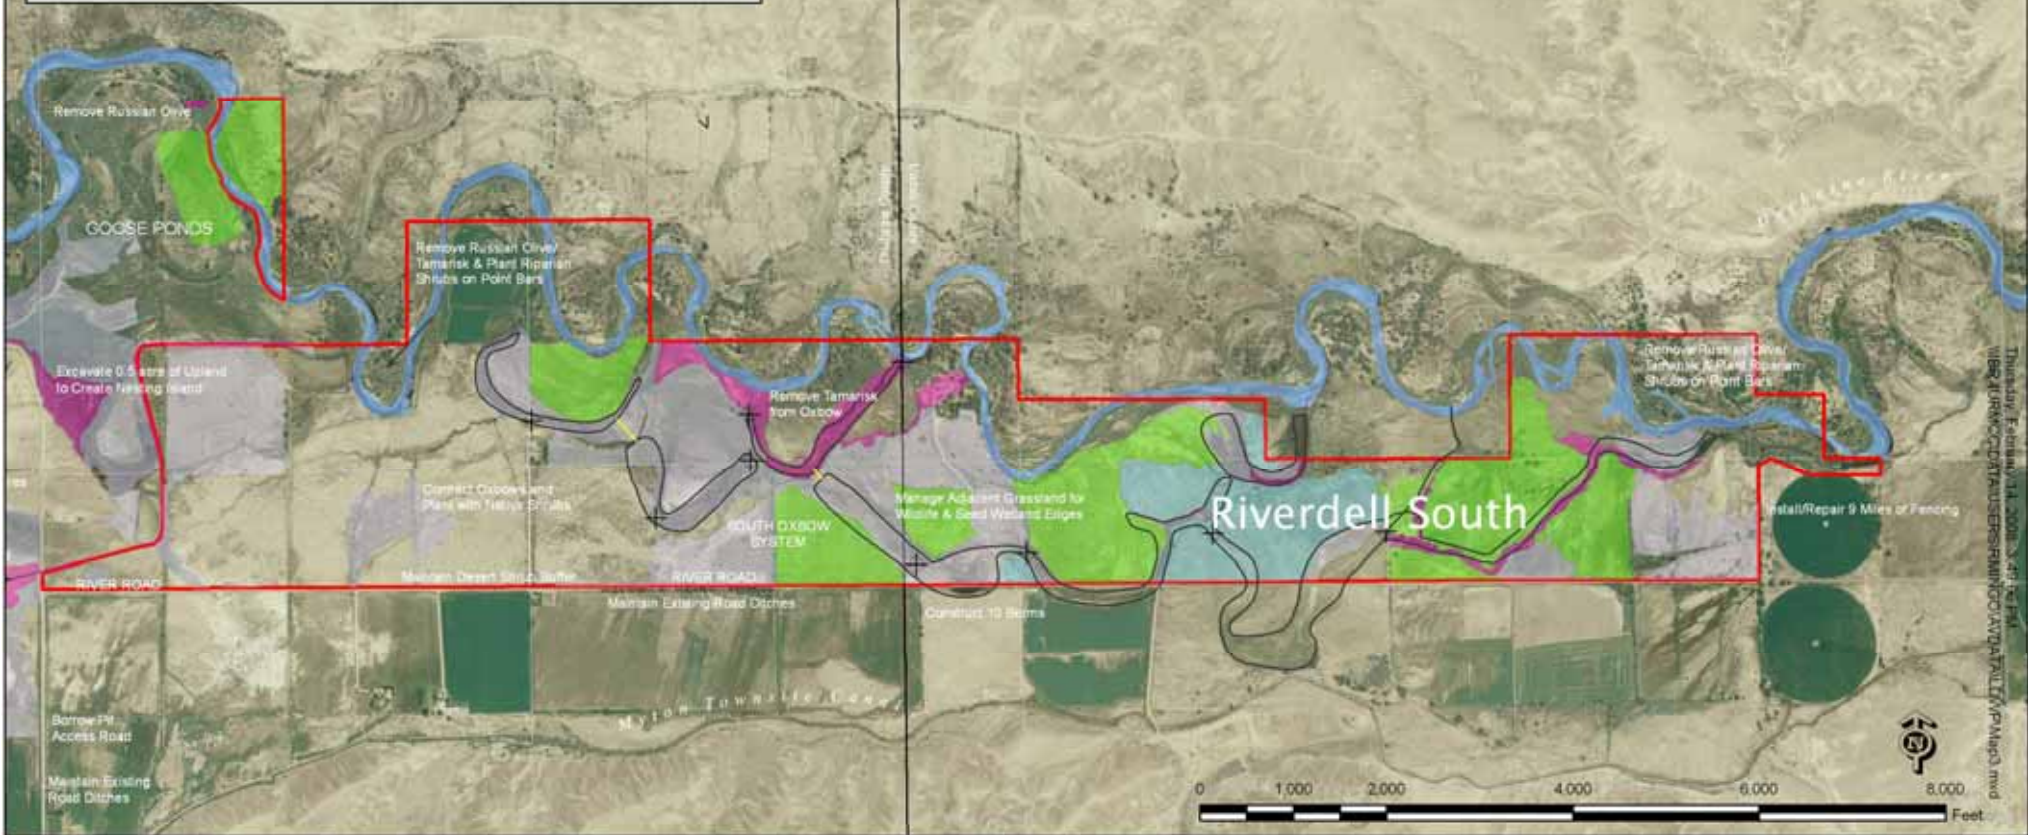 Remove Russian Olive
GOOSE PONDS
Remove Russian Olive/
Tamarisk & Plant Riparian
Shrubs on Point Bars
Excavate 0.5 acre of Upland
to Create Nesting Island
Remove Tamarisk
from Oxbow
Remove Russian Olive/
Tamarisk & Plant Riparian
Shrubs on Point Bars
Connect Oxbows and
Plant with Native Shrubs
SOUTH OXBOW
SYSTEM
Manage Adjacent Grassland for
Wildlife & Seed Wetland Edges
Riverdell South
Install/Repair 9 Miles of Fencing
RIVER ROAD
Maintain Desert Shrub Buffer
RIVER ROAD
Maintain Existing Road Ditches
Construct 10 Berms
Myton Townsite Canal
Borrow Pit
Access Road
Maintain Existing
Road Ditches
N
0 1,000 2,000 4,000 6,000 8,000
Feet